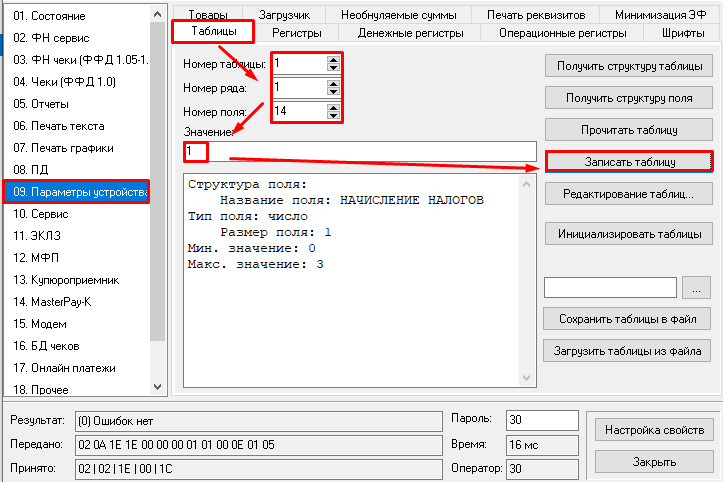 01. Состояние
02. ФН сервис
03. ФН чеки (ФФД 1.05-1.
04. Чеки (ФФД 1.0)
05. Отчеты
06. Печать текста
07. Печать графики
08. ПД
09. Параметры устройства
10. Сервис
11. ЭКЛЗ
12. МФП
13. Купюроприемник
14. MasterPay-K
15. Модем
16. БД чеков
17. Онлайн платежи
18. Прочее
Товары Загрузчик Необнуляемые суммы Печать реквизитов Минимизация ЭФ
Таблицы Регистры Денежные регистры Операционные регистры Шрифты
Номер таблицы: 1
Номер ряда: 1
Номер поля: 14
Значение:
1
Структура поля:
Название поля: НАЧИСЛЕНИЕ НАЛОГОВ
Тип поля: число
Размер поля: 1
Мин. значение: 0
Макс. значение: 3
Получить структуру таблицы
Получить структуру поля
Прочитать таблицу
Записать таблицу
Редактирование таблиц...
Инициализировать таблицы
...
Сохранить таблицы в файл
Загрузить таблицы из файла
Результат: (0) Ошибок нет
Передано: 02 0A 1E 1E 00 00 00 01 01 00 0E 01 05
Принято: 02 | 02 | 1E | 00 | 1C
Пароль: 30
Время: 16 мс
Оператор: 30
Настройка свойств
Закрыть